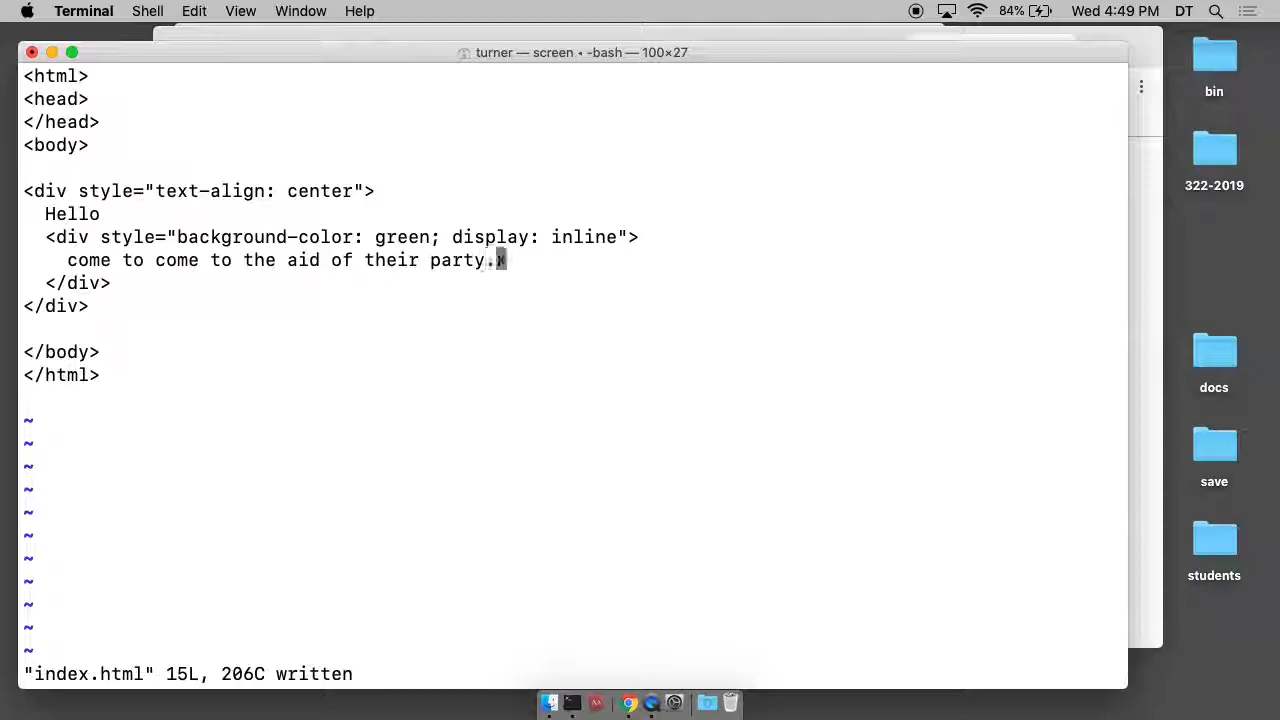 Terminal Shell Edit View Window Help 84% Wed 4:49 PM DT
turner — screen ◂ -bash — 100×27
<html>
<head>
</head>
<body>
<div style="text-align: center">
Hello
<div style="background-color: green; display: inline">
come to come to the aid of their party.
</div>
</div>
</body>
</html>
~
~
~
~
~
~
~
~
~
~
~
"index.html" 15L, 206C written
bin
322-2019
docs
save
students